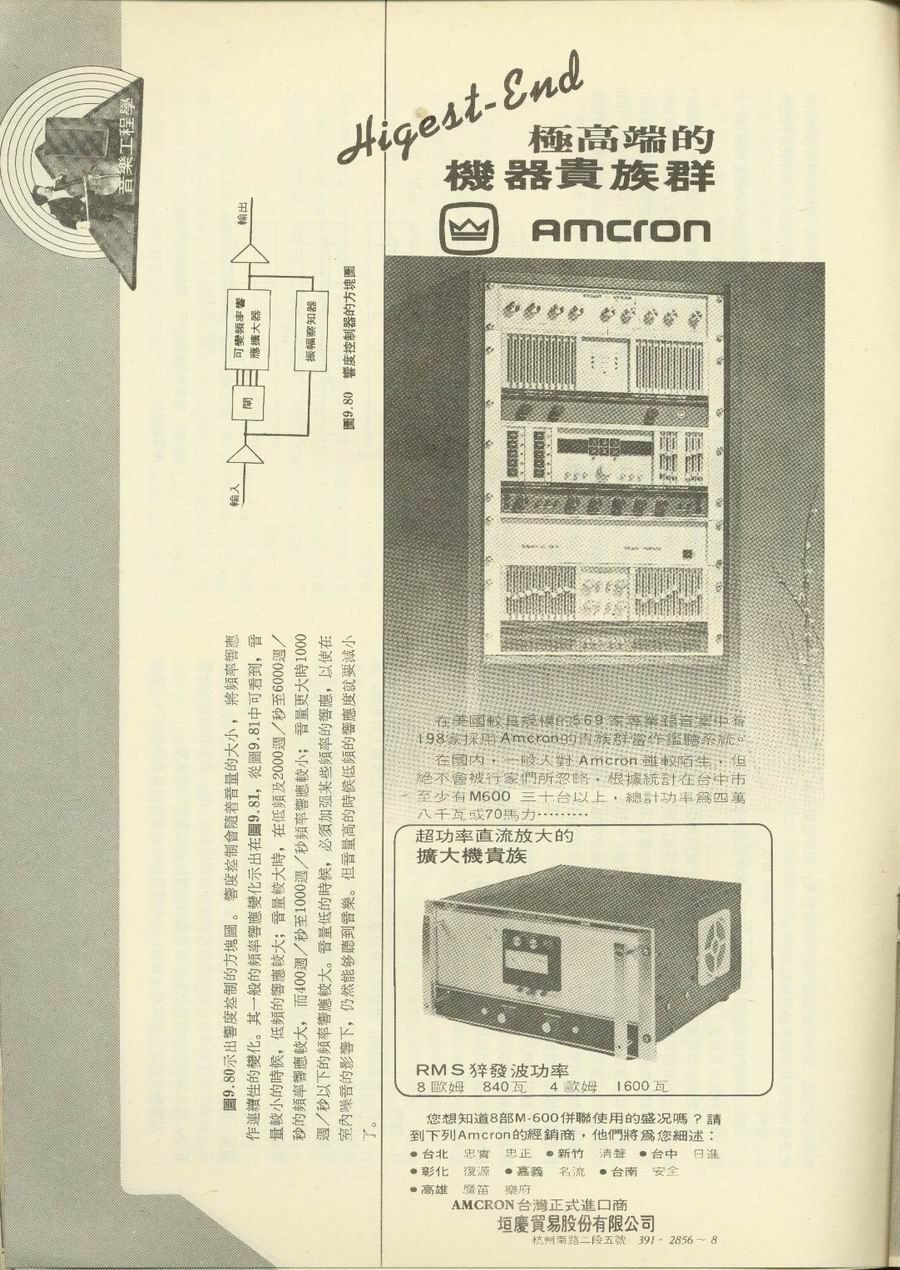 音樂工程學
輸出
可變頻率響
應擴大器
振幅察知器
閘
輸入
圖9.80 響度控制器的方塊圖
圖9.80示出響度控制的方塊圖。響度控制會隨着音量的大小，將頻率響應
作連續性的變化。其一般的頻率響應變化示出在圖9.81，從圖9.81中可看到，音
量較小的時候，低頻的響應較大；音量較大時，在低頻及2000週／秒至6000週／
秒的頻率響應較大，而400週／秒至1000週／秒頻率響應較小；音量更大時1000
週／秒以下的頻率響應較大。音量低的時候，必須加强某些頻率的響應，以使在
室內噪音的影響下，仍然能够聽到音樂。但音量高的時候低頻的響應度就要減小
了。
Higest-End
極高端的
機器貴族群
AMCRON
在美國較具規模的569家專業錄音室中有
198家採用Amcron的貴族群當作鑑聽系統。
在國內，一般人對Amcron雖較陌生，但
絕不會被行家們所忽略，根據統計在台中市
至少有M600 三十台以上，總計功率爲四萬
八千瓦或70馬力………
超功率直流放大的
擴大機貴族
RMS猝發波功率
8歐姆 840瓦 4歐姆 1600瓦
您想知道8部M-600併聯使用的盛況嗎？請
到下列Amcron的經銷商，他們將爲您細述：
●台北 忠實 忠正 ●新竹 清聲 ●台中 日進
●彰化 復源 ●嘉義 名流 ●台南 安全
●高雄 廣笛 樂府
AMCRON台灣正式進口商
垣慶貿易股份有限公司
杭州南路二段五號 391-2856～8